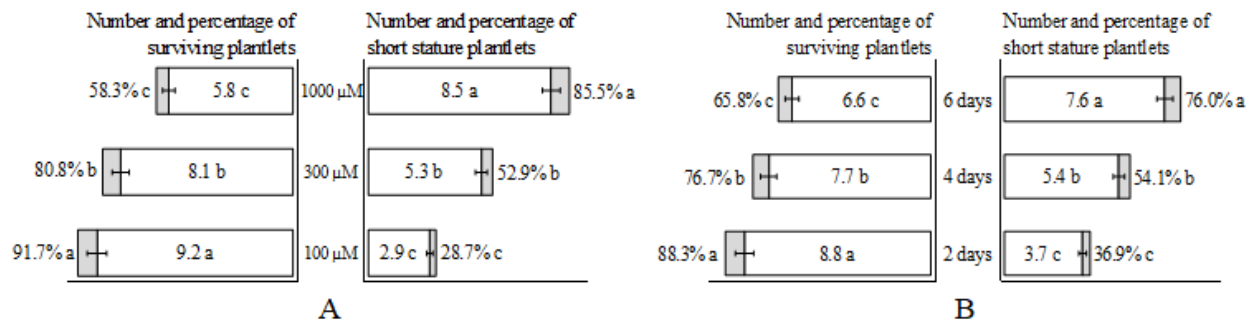 Number and percentage of
surviving plantlets
Number and percentage of
short stature plantlets
58.3% c 5.8 c 1000 µM 8.5 a 85.5% a
80.8% b 8.1 b 300 µM 5.3 b 52.9% b
91.7% a 9.2 a 100 µM 2.9 c 28.7% c
A
Number and percentage of
surviving plantlets
Number and percentage of
short stature plantlets
65.8% c 6.6 c 6 days 7.6 a 76.0% a
76.7% b 7.7 b 4 days 5.4 b 54.1% b
88.3% a 8.8 a 2 days 3.7 c 36.9% c
B